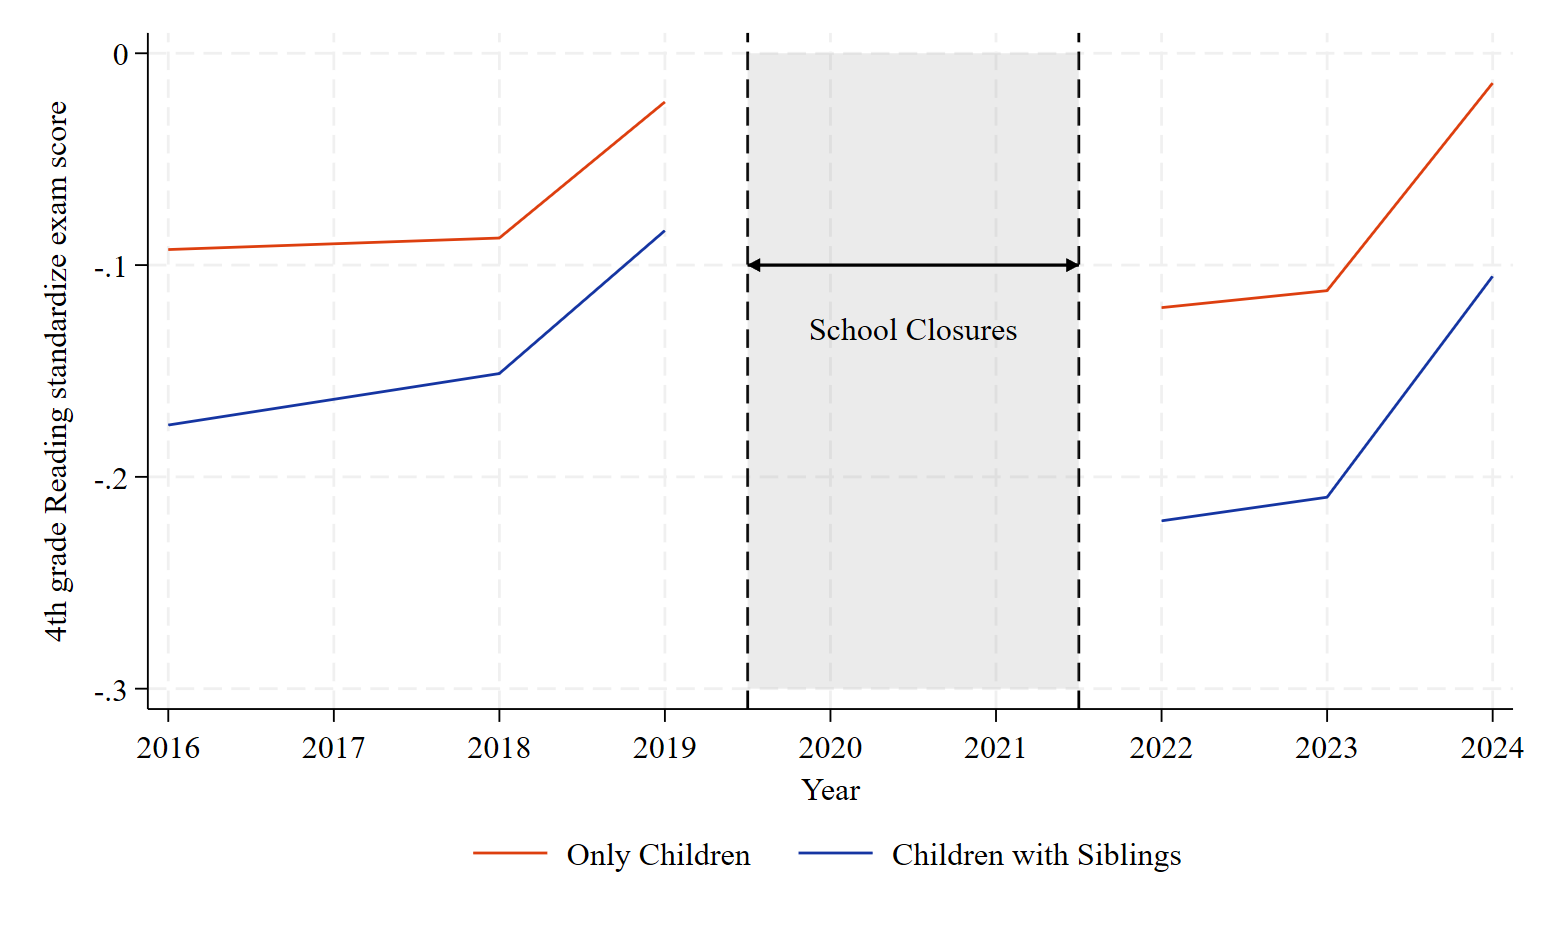 4th grade Reading standardize exam score
0
-.1
-.2
-.3
School Closures
2016 2017 2018 2019 2020 2021 2022 2023 2024
Year
Only Children Children with Siblings